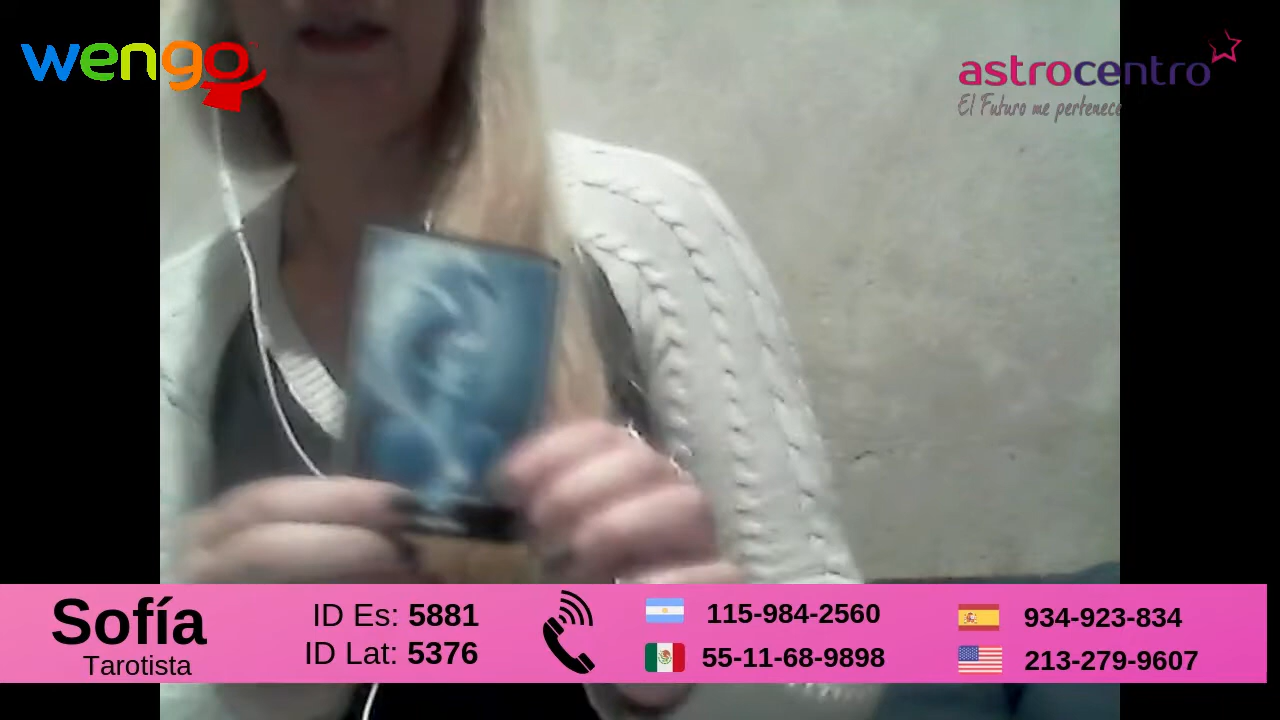 wengo
astrocentro
El Futuro me pertenece
Sofía
Tarotista
ID Es: 5881
ID Lat: 5376
115-984-2560
55-11-68-9898
934-923-834
213-279-9607